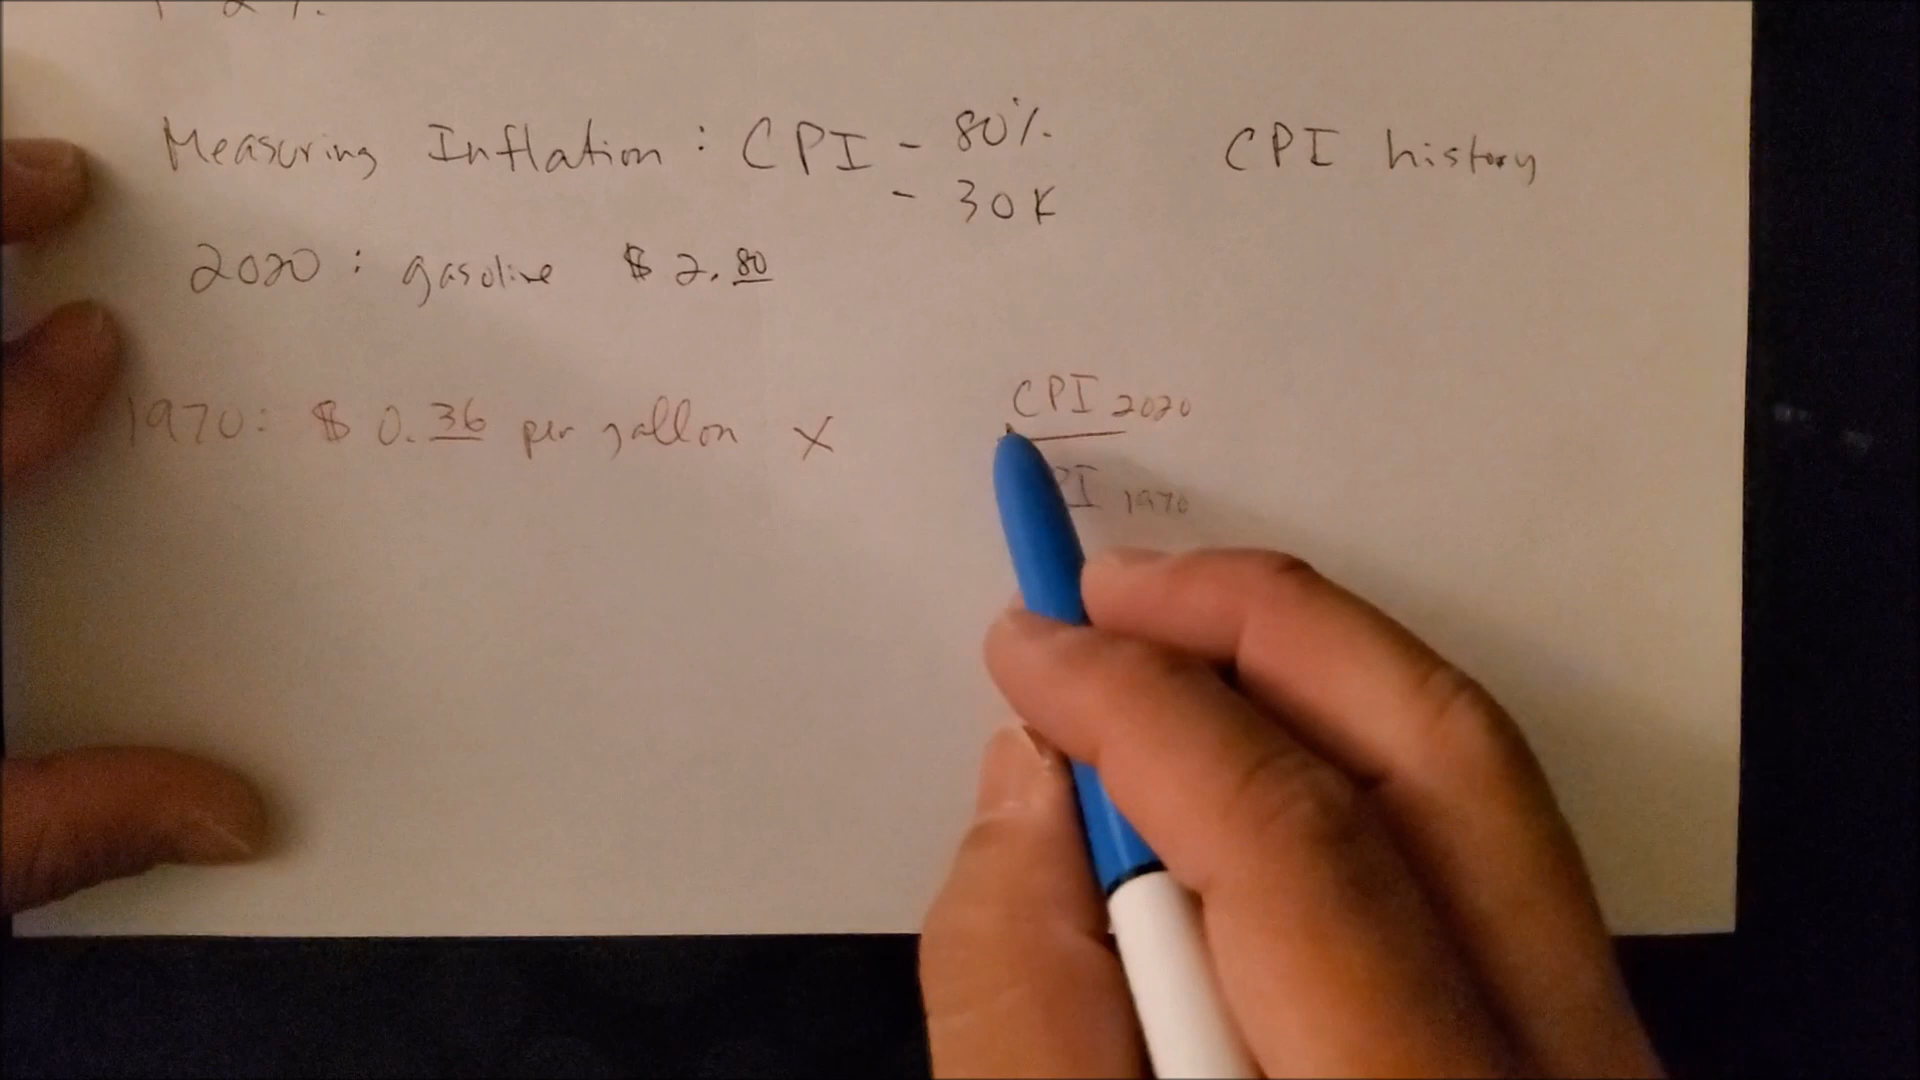 Measuring Inflation : CPI - 80% CPI history
- 30K
2020 : gasoline $ 2.80
CPI 2020
1970: $ 0.36 per gallon X
PI 1970